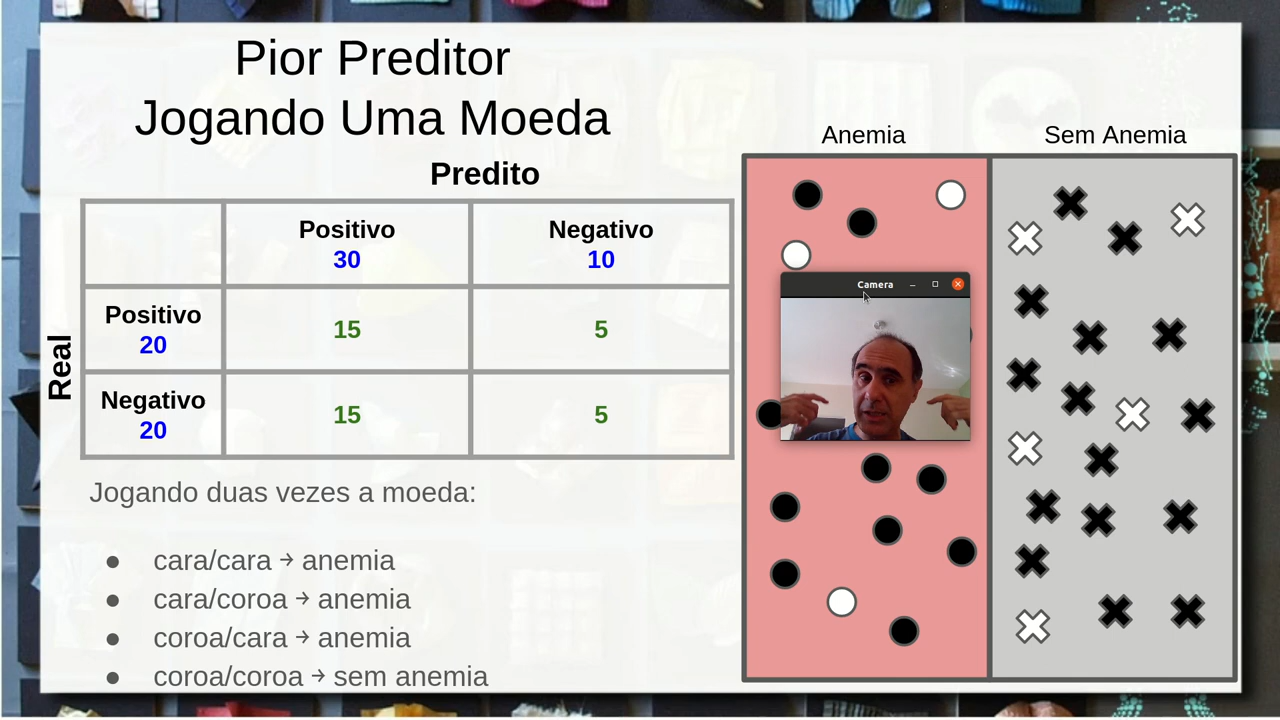 Pior Preditor
Jogando Uma Moeda
Predito
Real
Positivo
30
Negativo
10
Positivo
20
15
5
Negativo
20
15
5
Jogando duas vezes a moeda:
● cara/cara → anemia
● cara/coroa → anemia
● coroa/cara → anemia
● coroa/coroa → sem anemia
Anemia
Sem Anemia
Camera